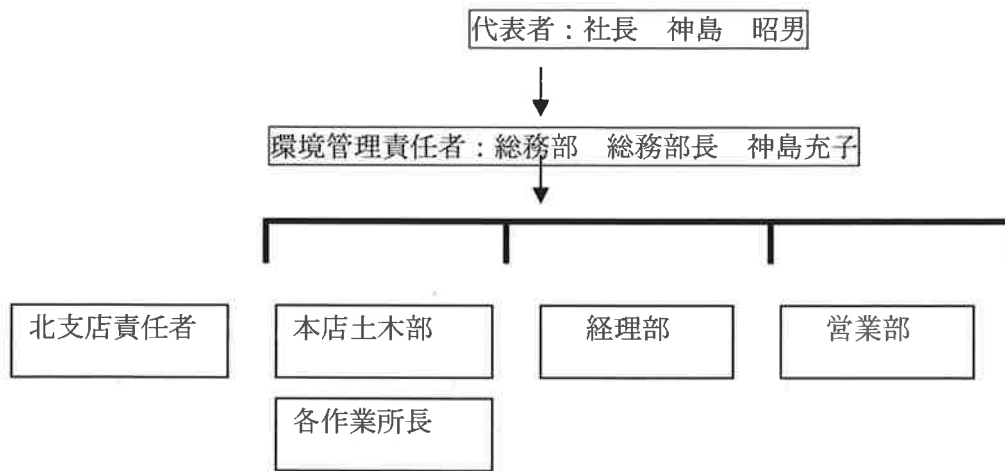 代表者：社長　神島　昭男
環境管理責任者：総務部　総務部長　神島充子
北支店責任者
本店土木部
経理部
営業部
各作業所長